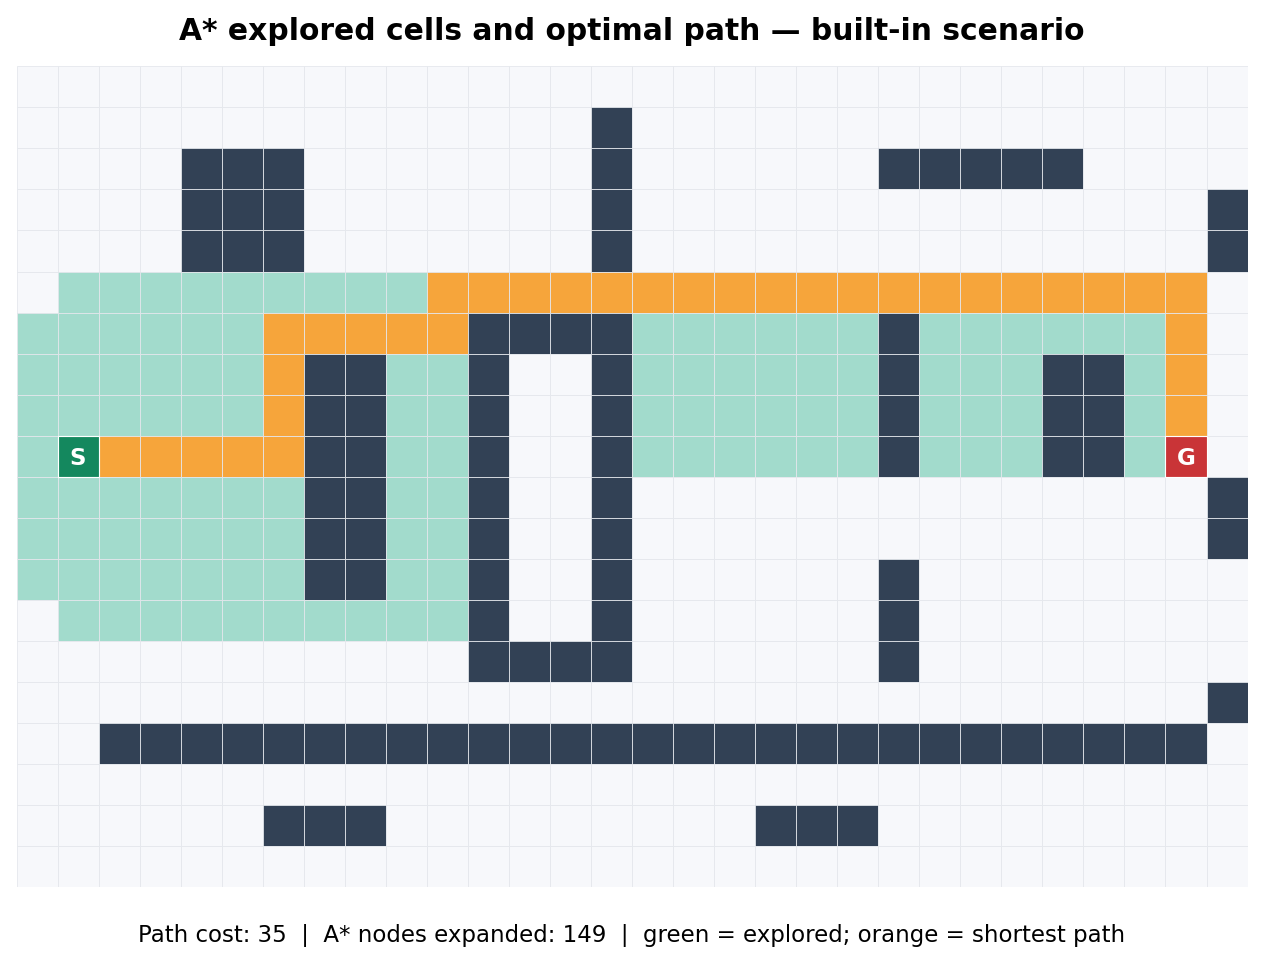 A* explored cells and optimal path — built-in scenario
S
G
Path cost: 35 | A* nodes expanded: 149 | green = explored; orange = shortest path